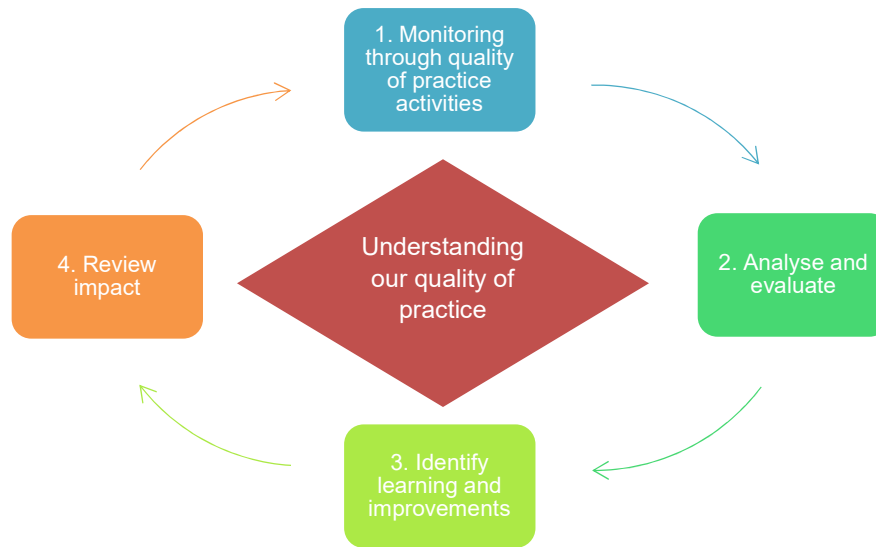 1. Monitoring
through quality
of practice
activities
Understanding
our quality of
practice
4. Review
impact
2. Analyse and
evaluate
3. Identify
learning and
improvements